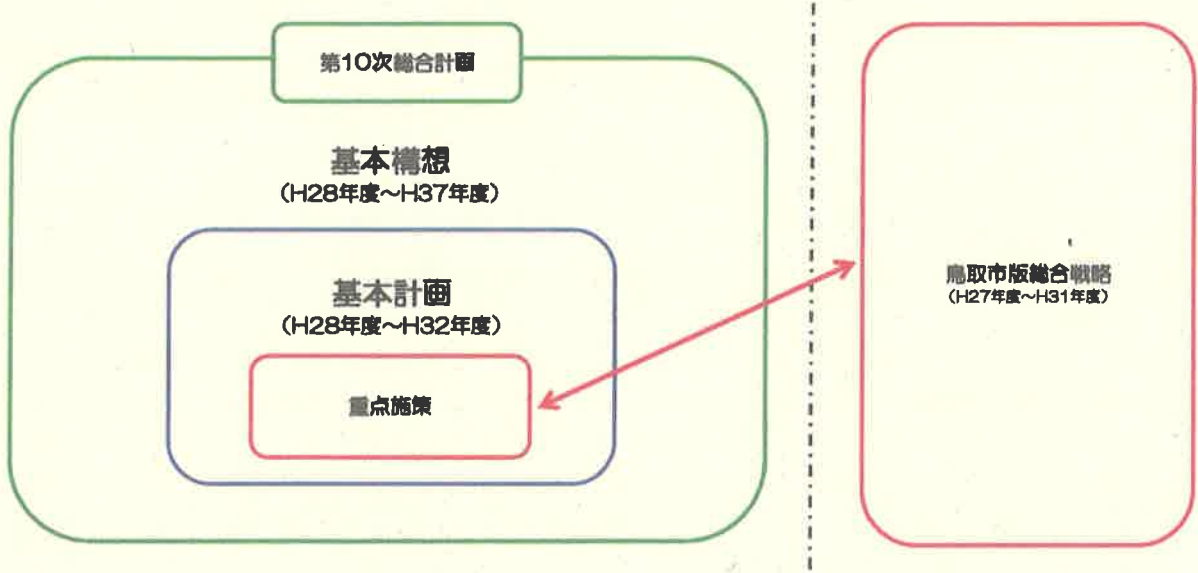 第10次総合計画
基本構想
（H28年度～H37年度）
基本計画
（H28年度～H32年度）
重点施策
鳥取市版総合戦略
（H27年度～H31年度）